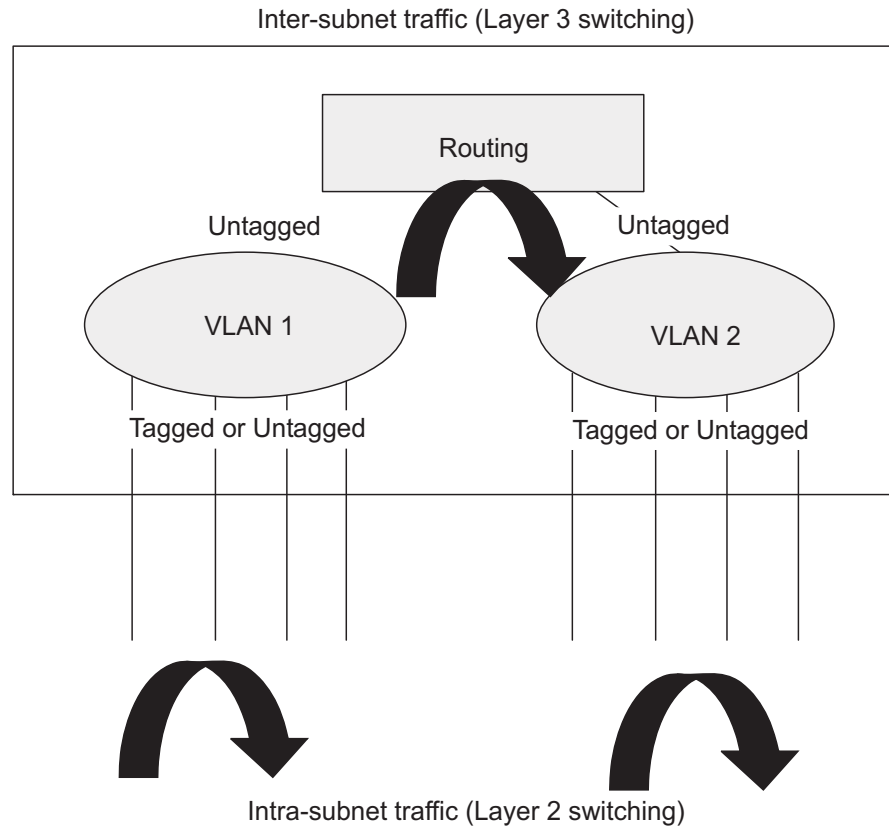 Inter-subnet traffic (Layer 3 switching)
Routing
Untagged
Untagged
VLAN 1
VLAN 2
Tagged or Untagged
Tagged or Untagged
Intra-subnet traffic (Layer 2 switching)